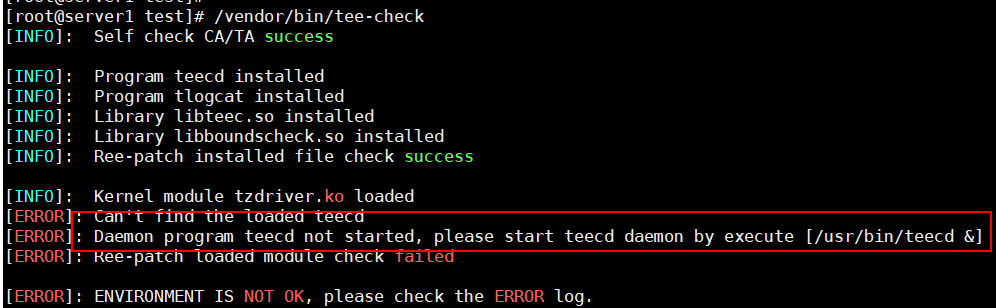 [root@server1 test]#
[root@server1 test]# /vendor/bin/tee-check
[INFO]: Self check CA/TA success
[INFO]: Program teecd installed
[INFO]: Program tlogcat installed
[INFO]: Library libteec.so installed
[INFO]: Library libboundscheck.so installed
[INFO]: Ree-patch installed file check success
[INFO]: Kernel module tzdriver.ko loaded
[ERROR]: Can't find the loaded teecd
[ERROR]: Daemon program teecd not started, please start teecd daemon by execute [/usr/bin/teecd &]
[ERROR]: Ree-patch loaded module check failed
[ERROR]: ENVIRONMENT IS NOT OK, please check the ERROR log.